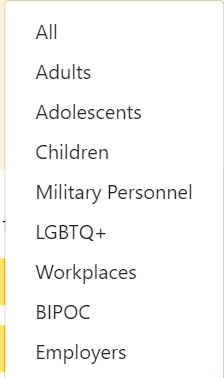 All
Adults
Adolescents
Children
Military Personnel
LGBTQ+
Workplaces
BIPOC
Employers